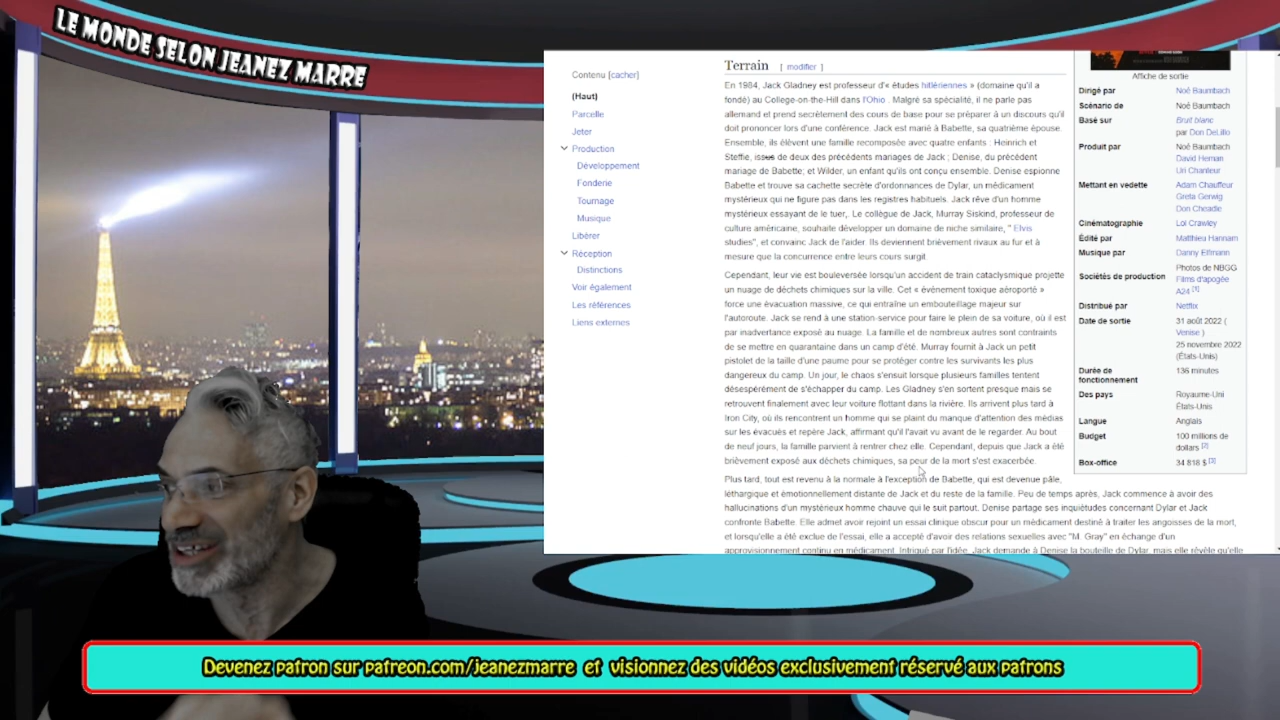 LE MONDE SELON JEANEZ MARRE
Contenu [cacher]
(Haut)
Parcelle
Jeter
Production
Développement
Fonderie
Tournage
Musique
Libérer
Réception
Distinctions
Voir également
Les références
Liens externes
Terrain [ modifier ]
En 1984, Jack Gladney est professeur d'« études hitlériennes » (domaine qu'il a
fondé) au College-on-the-Hill dans l'Ohio . Malgré sa spécialité, il ne parle pas
allemand et prend secrètement des cours de base pour se préparer à un discours qu'il
doit prononcer lors d'une conférence. Jack est marié à Babette, sa quatrième épouse.
Ensemble, ils élèvent une famille recomposée avec quatre enfants : Heinrich et
Steffie, issus de deux des précédents mariages de Jack ; Denise, du précédent
mariage de Babette; et Wilder, un enfant qu'ils ont conçu ensemble. Denise espionne
Babette et trouve sa cachette secrète d'ordonnances de Dylar, un médicament
mystérieux qui ne figure pas dans les registres habituels. Jack rêve d'un homme
mystérieux essayant de le tuer,. Le collègue de Jack, Murray Siskind, professeur de
culture américaine, souhaite développer un domaine de niche similaire, " Elvis
studies", et convainc Jack de l'aider. Ils deviennent brièvement rivaux au fur et à
mesure que la concurrence entre leurs cours surgit.
Cependant, leur vie est bouleversée lorsqu'un accident de train cataclysmique projette
un nuage de déchets chimiques sur la ville. Cet « événement toxique aéroporté »
force une évacuation massive, ce qui entraîne un embouteillage majeur sur
l'autoroute. Jack se rend à une station-service pour faire le plein de sa voiture, où il est
par inadvertance exposé au nuage. La famille et de nombreux autres sont contraints
de se mettre en quarantaine dans un camp d'été. Murray fournit à Jack un petit
pistolet de la taille d'une paume pour se protéger contre les survivants les plus
dangereux du camp. Un jour, le chaos s'ensuit lorsque plusieurs familles tentent
désespérément de s'échapper du camp. Les Gladney s'en sortent presque mais se
retrouvent finalement avec leur voiture flottant dans la rivière. Ils arrivent plus tard à
Iron City, où ils rencontrent un homme qui se plaint du manque d'attention des médias
sur les évacués et repère Jack, affirmant qu'il l'avait vu avant de le regarder. Au bout
de neuf jours, la famille parvient à rentrer chez elle. Cependant, depuis que Jack a été
brièvement exposé aux déchets chimiques, sa peur de la mort s'est exacerbée.
Plus tard, tout est revenu à la normale à l'exception de Babette, qui est devenue pâle,
léthargique et émotionnellement distante de Jack et du reste de la famille. Peu de temps après, Jack commence à avoir des
hallucinations d'un mystérieux homme chauve qui le suit partout. Denise partage ses inquiétudes concernant Dylar et Jack
confronte Babette. Elle admet avoir rejoint un essai clinique obscur pour un médicament destiné à traiter les angoisses de la mort,
et lorsqu'elle a été exclue de l'essai, elle a accepté d'avoir des relations sexuelles avec "M. Gray" en échange d'un
approvisionnement continu en médicament. Intrigué par l'idée, Jack demande à Denise la bouteille de Dylar, mais elle révèle qu'elle
Affiche de sortie
Dirigé par Noé Baumbach
Scénario de Noé Baumbach
Basé sur Bruit blanc
par Don DeLillo
Produit par Noé Baumbach
David Heman
Uri Chanteur
Mettant en vedette Adam Chauffeur
Greta Gerwig
Don Cheadle
Cinématographie Lol Crawley
Édité par Matthieu Hannam
Musique par Danny Elfmann
Sociétés de production Photos de NBGG
Films d'apogée
A24 [1]
Distribué par Netflix
Date de sortie 31 août 2022 (
Venise )
25 novembre 2022
(États-Unis)
Durée de fonctionnement 136 minutes
Des pays Royaume-Uni
États-Unis
Langue Anglais
Budget 100 millions de
dollars [2]
Box-office 34 818 $ [3]
Devenez patron sur patreon.com/jeanezmarre et visionnez des vidéos exclusivement réservé aux patrons